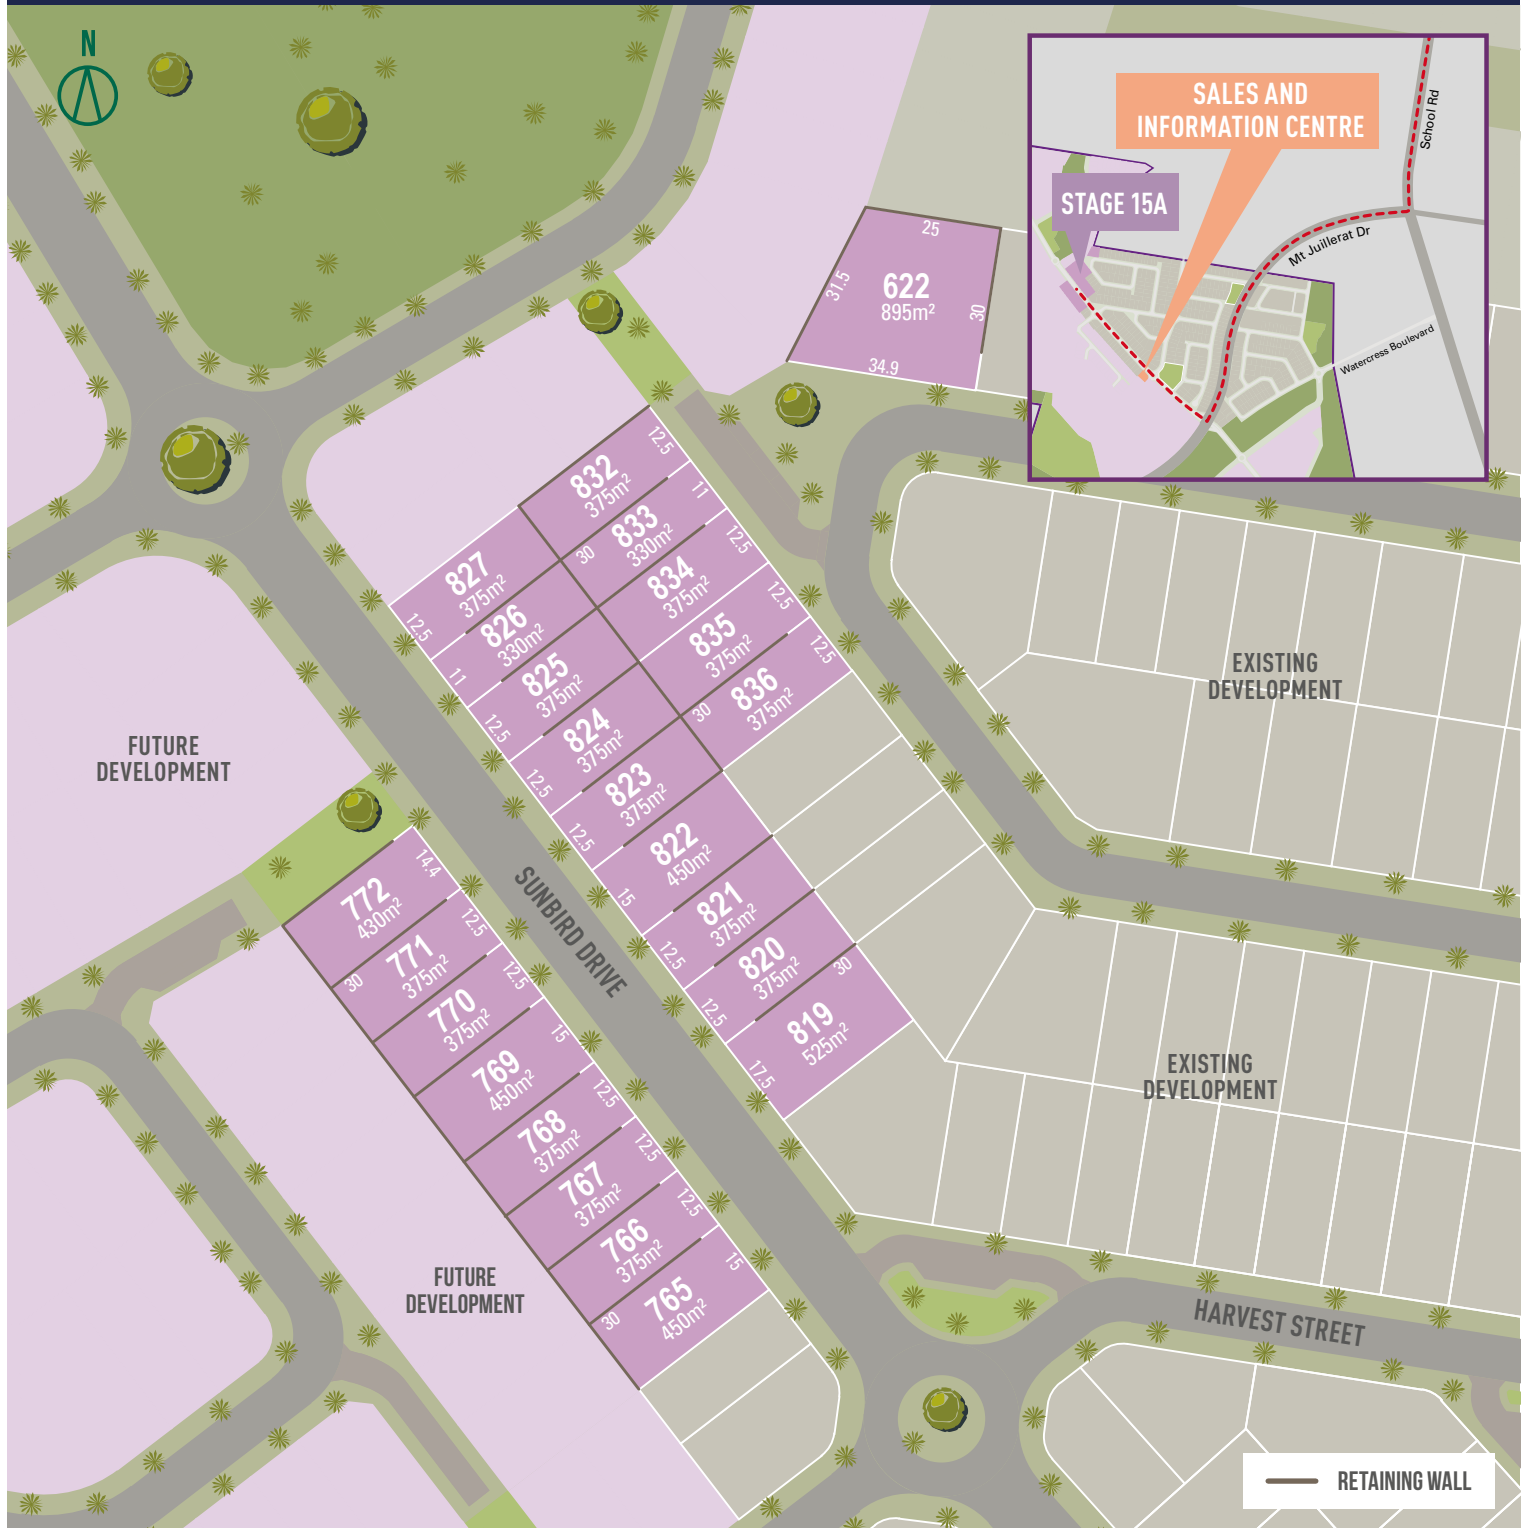 N
SALES AND
INFORMATION CENTRE
STAGE 15A
School Rd
Mt Juillerat Dr
Watercress Boulevard
25
31.5
622
895m²
30
34.9
12.5
832
375m²
11
833
330m²
30
12.5
834
375m²
12.5
835
375m²
12.5
836
375m²
30
827
375m²
12.5
826
330m²
11
825
375m²
12.5
824
375m²
12.5
823
375m²
12.5
822
450m²
15
821
375m²
12.5
820
375m²
12.5
30
819
525m²
17.5
EXISTING
DEVELOPMENT
FUTURE
DEVELOPMENT
SUNBIRD DRIVE
14.4
772
430m²
12.5
771
375m²
30
12.5
770
375m²
15
769
450m²
12.5
768
375m²
12.5
767
375m²
12.5
766
375m²
15
765
450m²
30
EXISTING
DEVELOPMENT
FUTURE
DEVELOPMENT
HARVEST STREET
RETAINING WALL